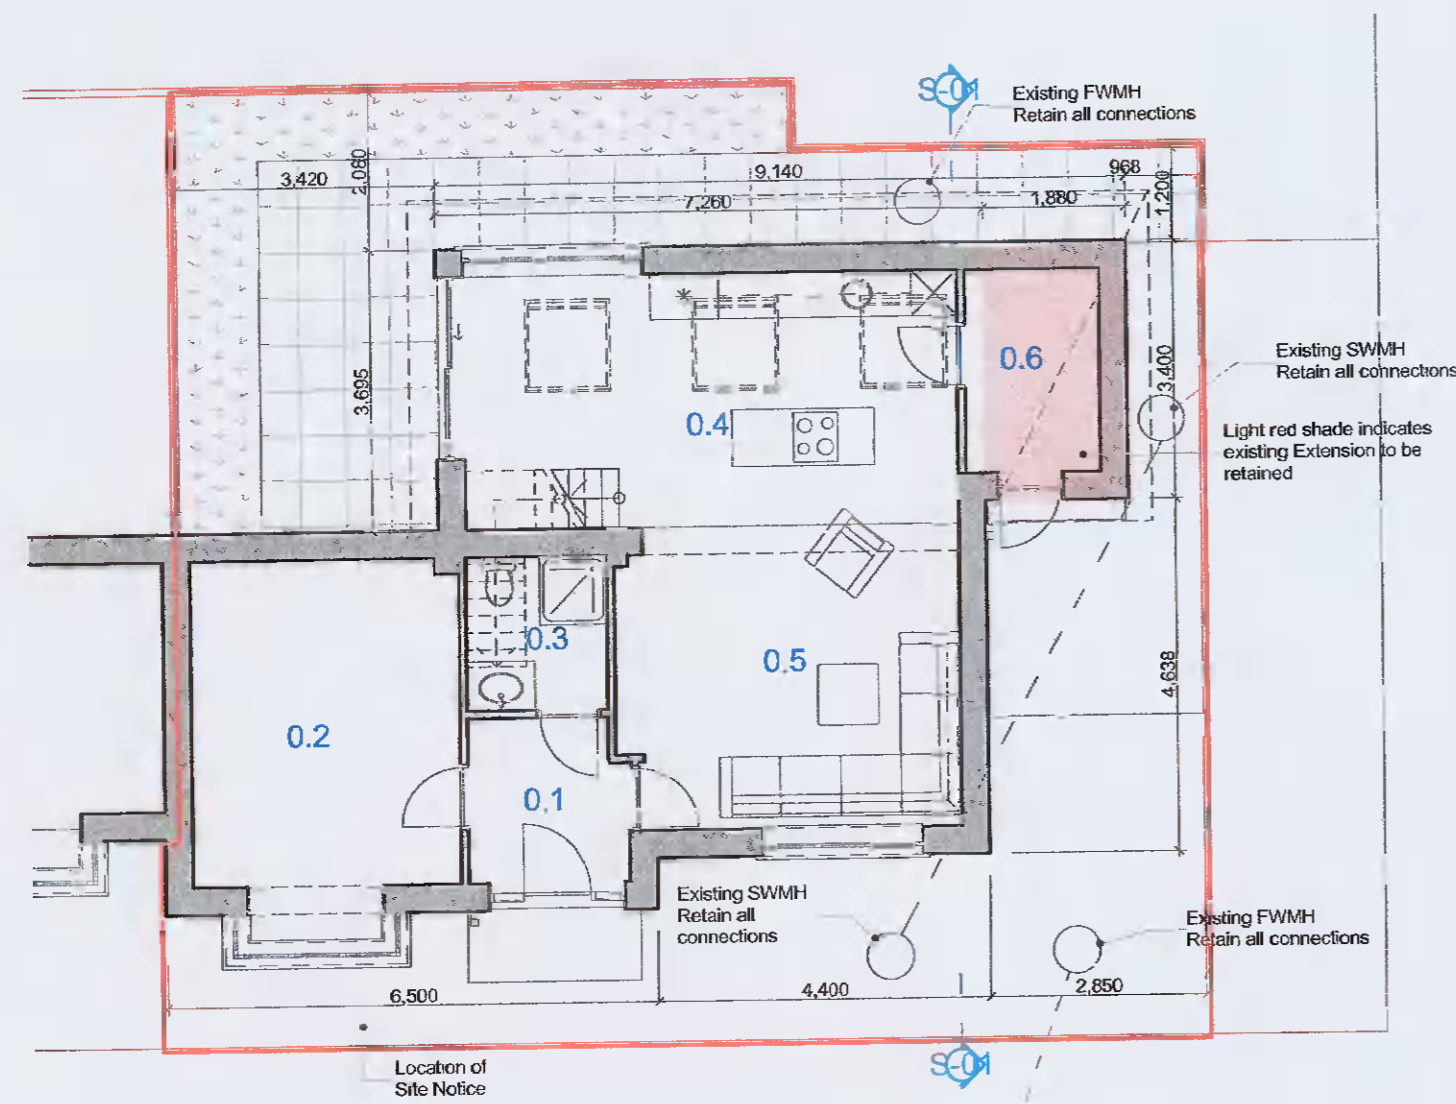 S-01
Existing FWMH
Retain all connections
3,420
2,080
9,140
968
7,260
1,880
1,200
3,695
0.6
3,400
Existing SWMH
Retain all connections
0.4
Light red shade indicates
existing Extension to be
retained
0.3
0.5
4,638
0.2
0.1
Existing SWMH
Retain all
connections
Existing FWMH
Retain all connections
6,500
4,400
2,850
Location of
Site Notice
S-01